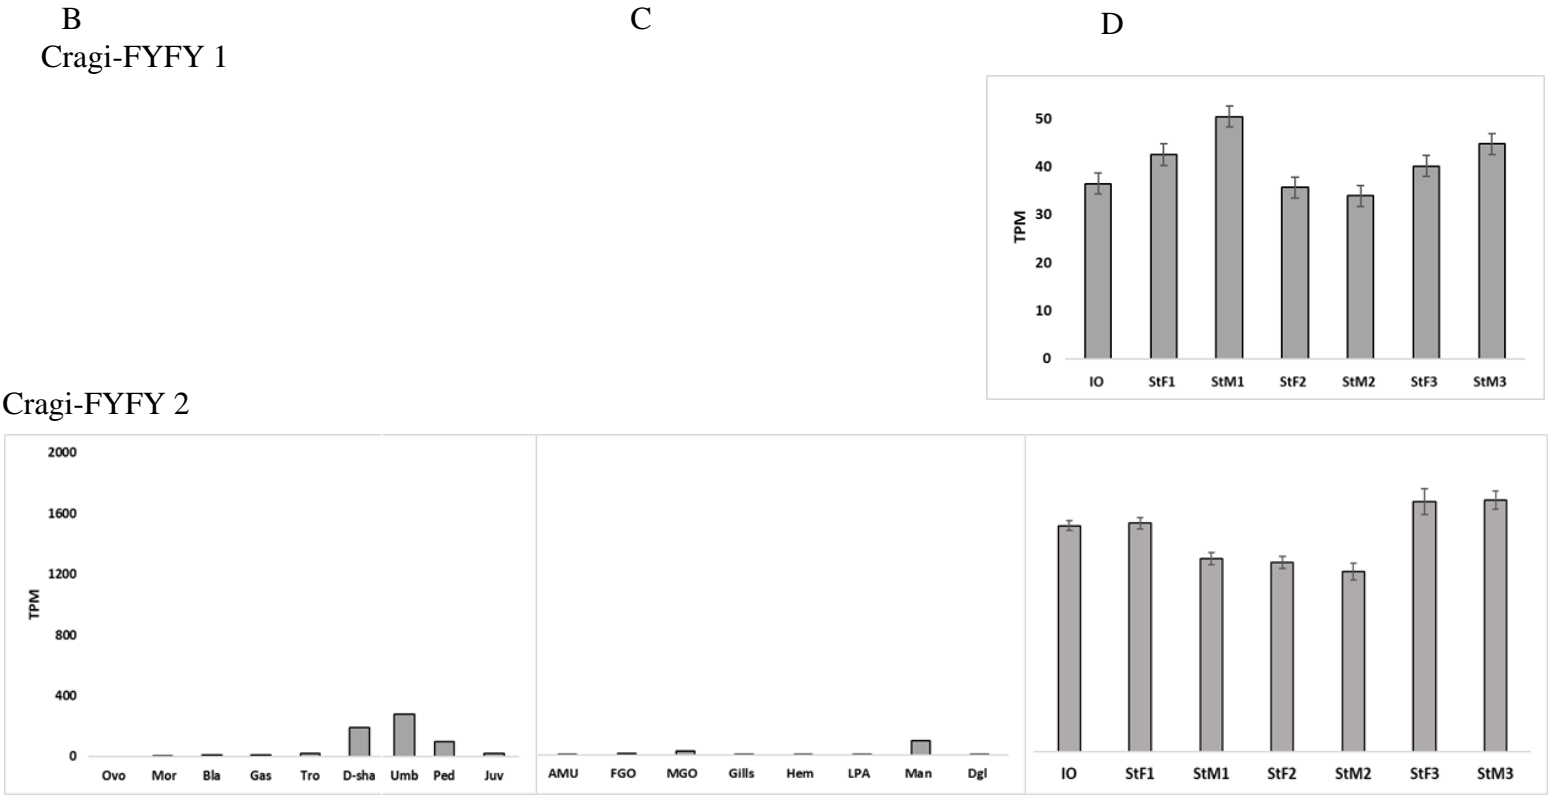 B C D
Cragi-FYFY 1
50
40
30
20
10
0
TPM
IO StF1 StM1 StF2 StM2 StF3 StM3
Cragi-FYFY 2
2000
1600
1200
800
400
0
TPM
Ovo Mor Bla Gas Tro D-sha Umb Ped Juv
AMU FGO MGO Gills Hem LPA Man Dgl
IO StF1 StM1 StF2 StM2 StF3 StM3